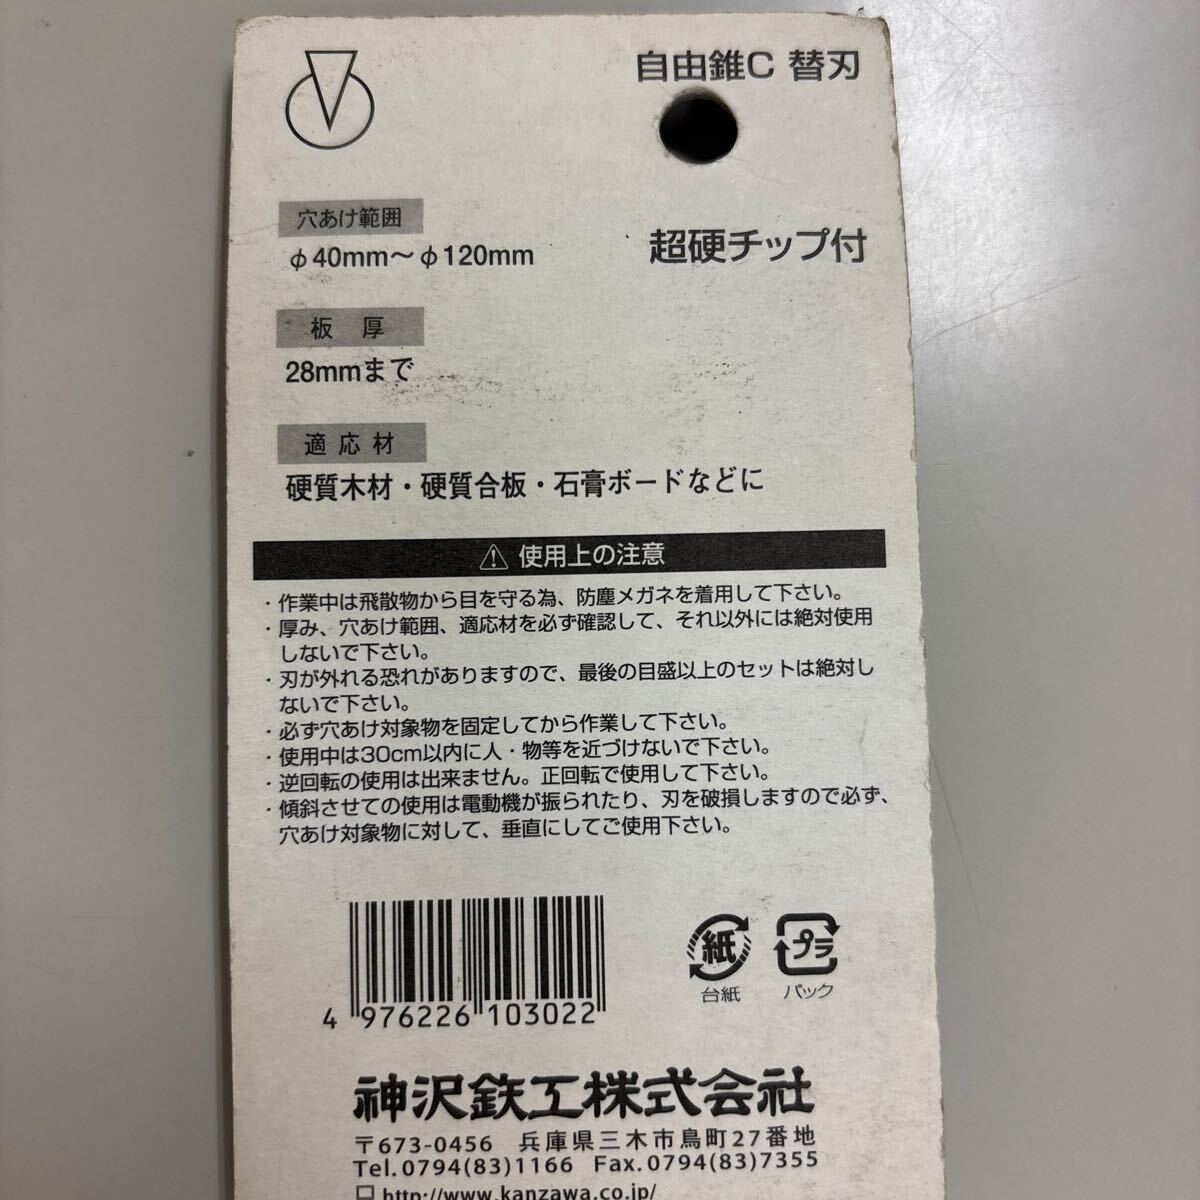 自由錐C 替刃
穴あけ範囲
φ40mm～φ120mm
超硬チップ付
板厚
28mmまで
適応材
硬質木材・硬質合板・石膏ボードなどに
⚠ 使用上の注意
・作業中は飛散物から目を守る為、防塵メガネを着用して下さい。
・厚み、穴あけ範囲、適応材を必ず確認して、それ以外には絶対使用
しないで下さい。
・刃が外れる恐れがありますので、最後の目盛以上のセットは絶対し
ないで下さい。
・必ず穴あけ対象物を固定してから作業して下さい。
・使用中は30cm以内に人・物等を近づけないで下さい。
・逆回転の使用は出来ません。正回転で使用して下さい。
・傾斜させての使用は電動機が振られたり、刃を破損しますので必ず、
穴あけ対象物に対して、垂直にしてご使用下さい。
紙
台紙
プラ
パック
4 976226 103022
神沢鉄工株式会社
〒673-0456 兵庫県三木市鳥町27番地
Tel.0794(83)1166 Fax.0794(83)7355
http://www.kanzawa.co.jp/